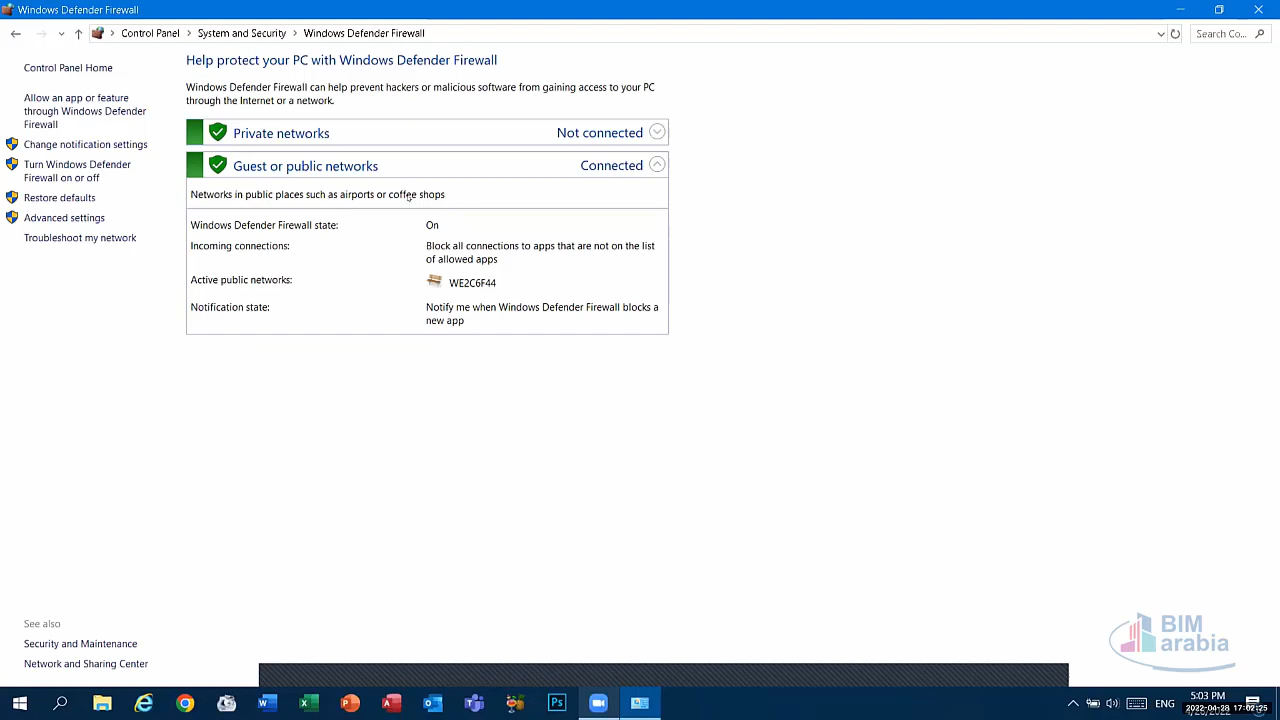 Windows Defender Firewall
Control Panel
System and Security
Windows Defender Firewall
Search Co...
Control Panel Home
Allow an app or feature
through Windows Defender
Firewall
Change notification settings
Turn Windows Defender
Firewall on or off
Restore defaults
Advanced settings
Troubleshoot my network
Help protect your PC with Windows Defender Firewall
Windows Defender Firewall can help prevent hackers or malicious software from gaining access to your PC
through the Internet or a network.
Private networks Not connected
Guest or public networks Connected
Networks in public places such as airports or coffee shops
Windows Defender Firewall state: On
Incoming connections: Block all connections to apps that are not on the list
of allowed apps
Active public networks: WE2C6F44
Notification state: Notify me when Windows Defender Firewall blocks a
new app
See also
Security and Maintenance
Network and Sharing Center
BIM
arabia
ENG
5:03 PM
2022-04-28 17:02:25